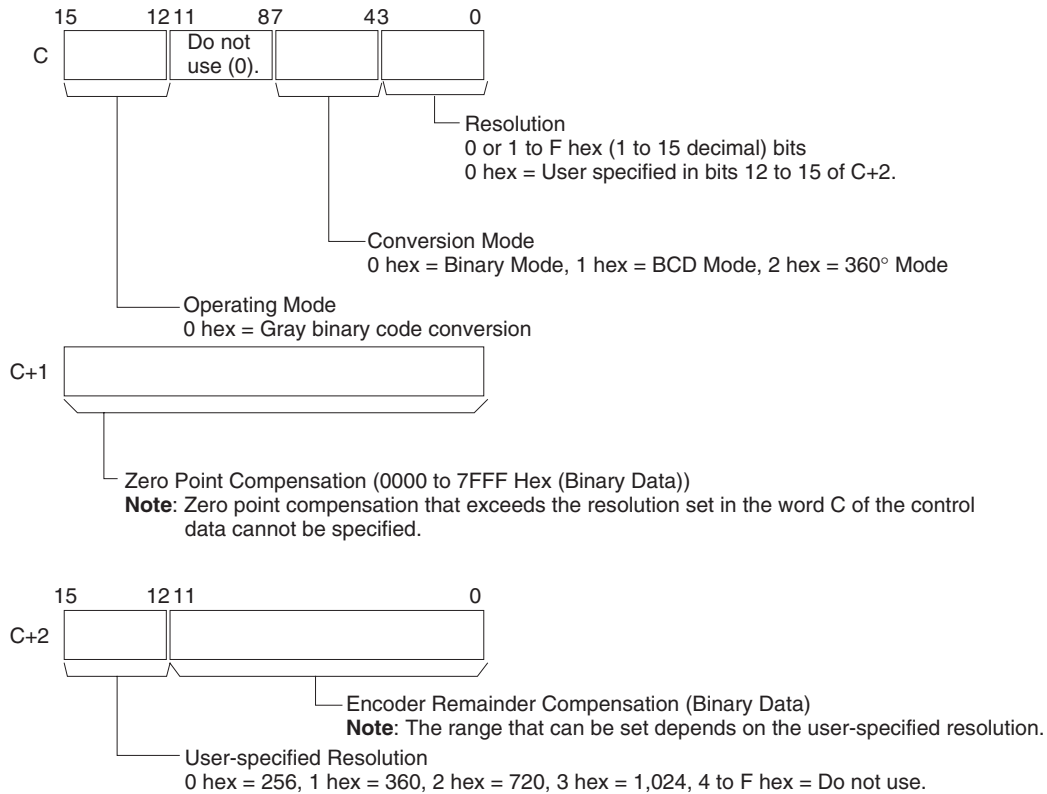 15 12 11 8 7 4 3 0
C
Do not
use (0).
Resolution
0 or 1 to F hex (1 to 15 decimal) bits
0 hex = User specified in bits 12 to 15 of C+2.
Conversion Mode
0 hex = Binary Mode, 1 hex = BCD Mode, 2 hex = 360° Mode
Operating Mode
0 hex = Gray binary code conversion
C+1
Zero Point Compensation (0000 to 7FFF Hex (Binary Data))
Note: Zero point compensation that exceeds the resolution set in the word C of the control
data cannot be specified.
15 12 11 0
C+2
Encoder Remainder Compensation (Binary Data)
Note: The range that can be set depends on the user-specified resolution.
User-specified Resolution
0 hex = 256, 1 hex = 360, 2 hex = 720, 3 hex = 1,024, 4 to F hex = Do not use.